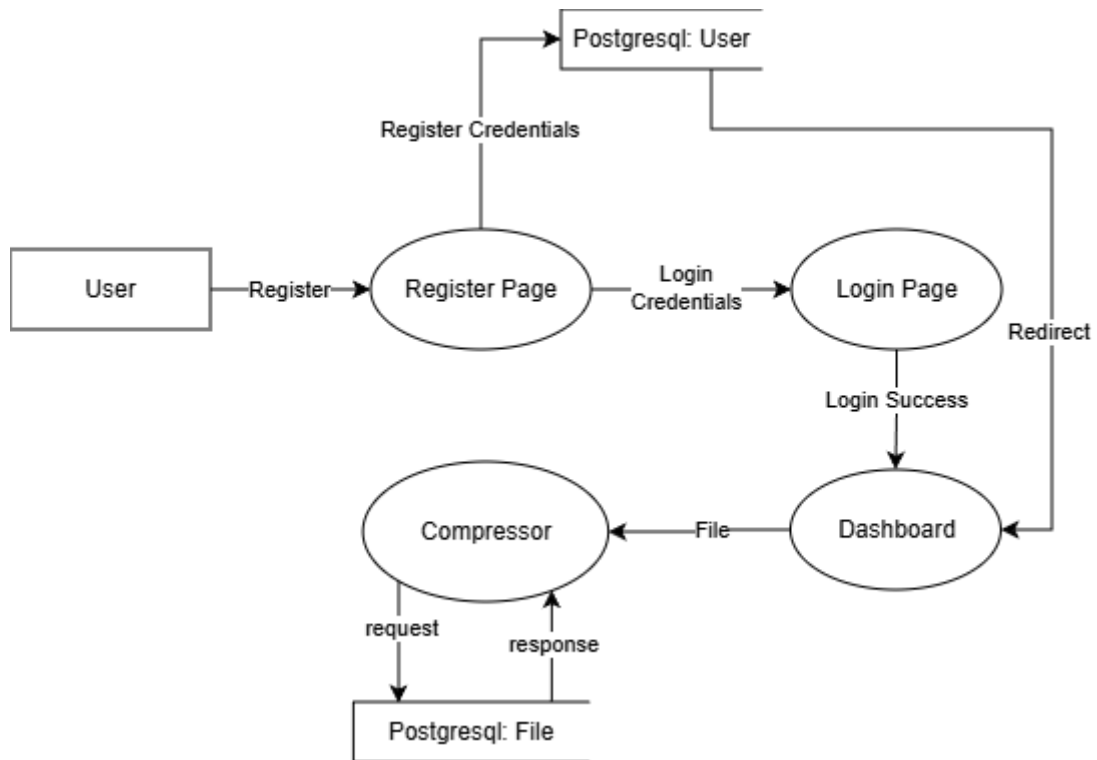 Postgresql: User
Register Credentials
User
Register
Register Page
Login
Credentials
Login Page
Redirect
Login Success
Compressor
File
Dashboard
request
response
Postgresql: File